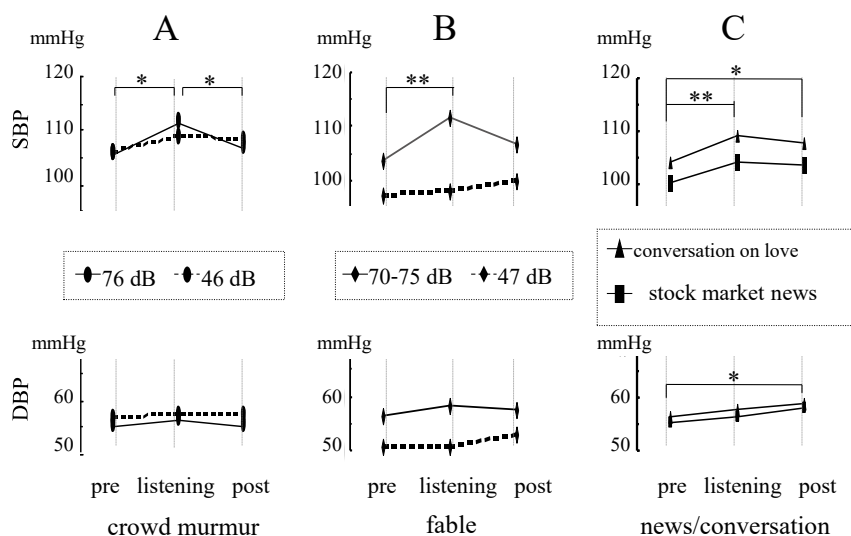 A B C
mmHg mmHg mmHg
SBP
120 120 120
* * ** * **
110 110 110
100 100 100
76 dB 46 dB
70-75 dB 47 dB
conversation on love
stock market news
mmHg mmHg mmHg
DBP
*
60 60 60
50 50 50
pre listening post pre listening post pre listening post
crowd murmur fable news/conversation